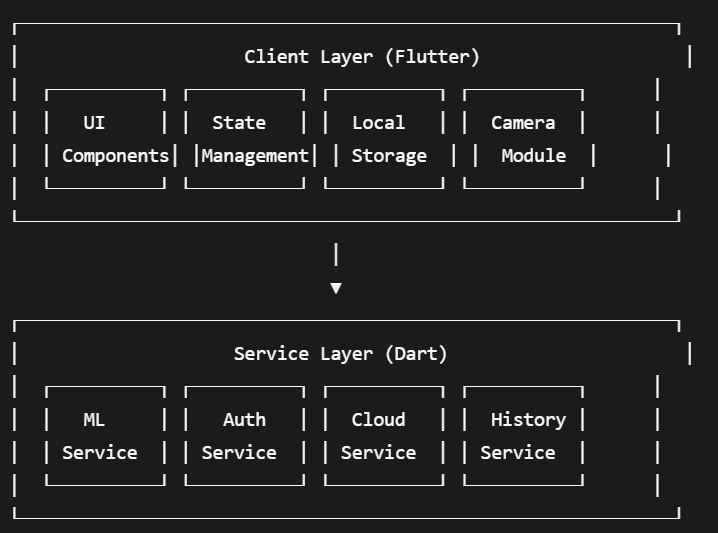 Client Layer (Flutter)
UI State Local Camera
Components Management Storage Module
Service Layer (Dart)
ML Auth Cloud History
Service Service Service Service